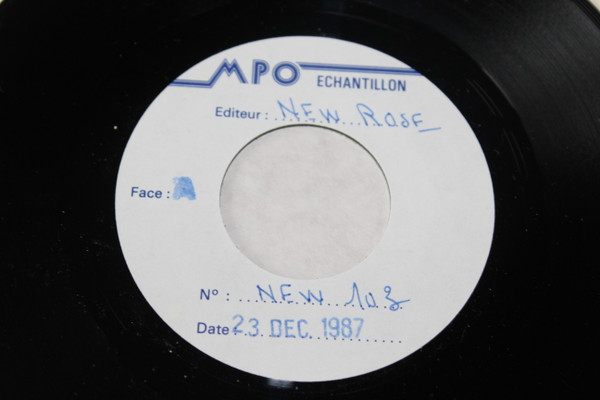 MPO ECHANTILLON
Editeur : NEW ROSE
Face : A
N° : NEW 103
Date 23. DEC. 1987